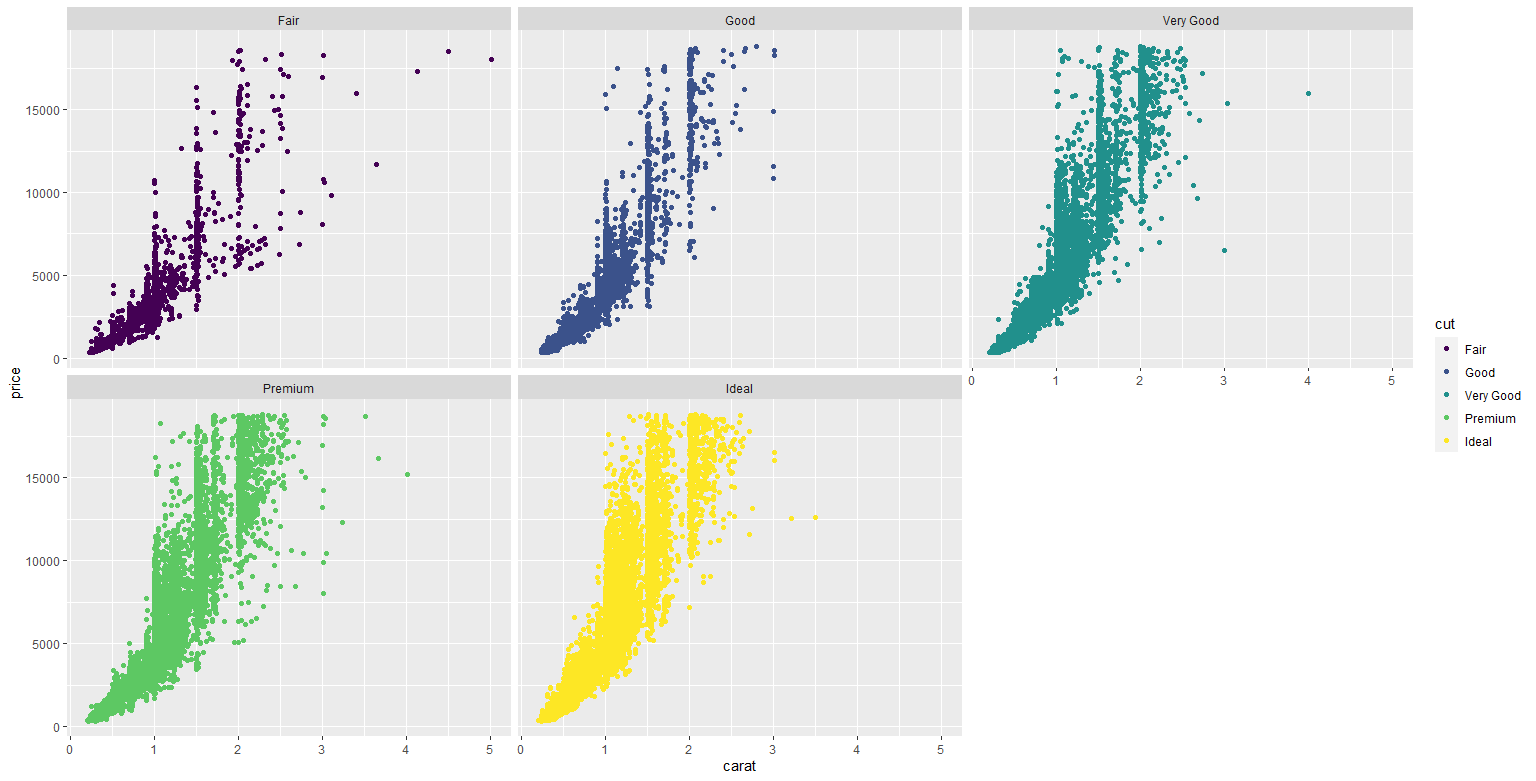 Fair Good Very Good
15000
10000
5000
0
0 1 2 3 4 5
price
Premium Ideal
15000
10000
5000
0
0 1 2 3 4 5 0 1 2 3 4 5
carat
cut
Fair
Good
Very Good
Premium
Ideal